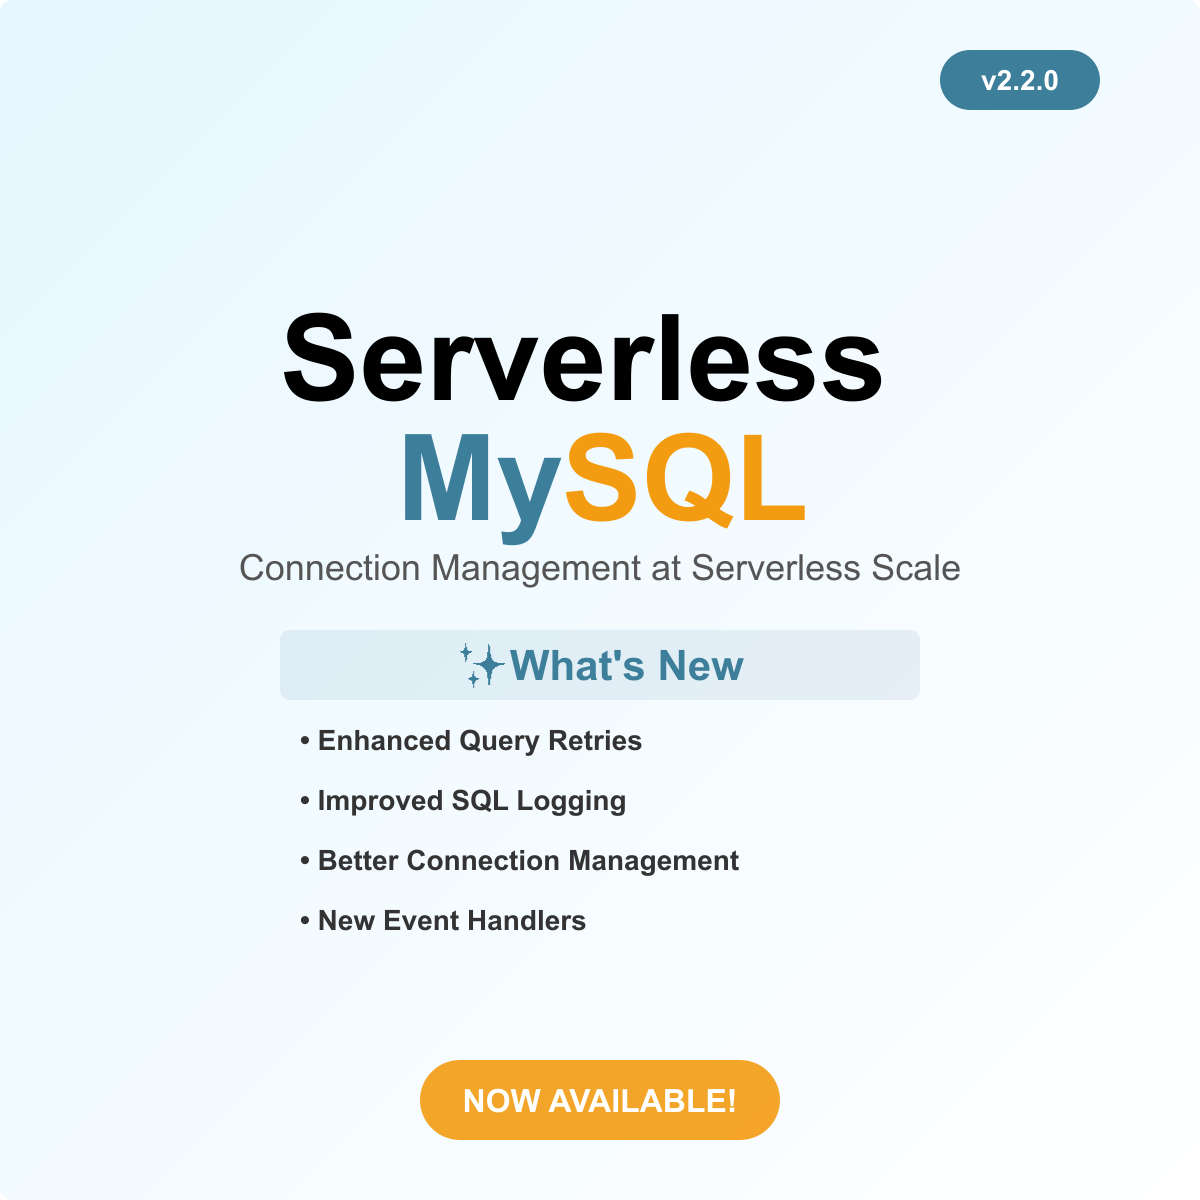 v2.2.0
Serverless
MySQL
Connection Management at Serverless Scale
✨What's New
• Enhanced Query Retries
• Improved SQL Logging
• Better Connection Management
• New Event Handlers
NOW AVAILABLE!